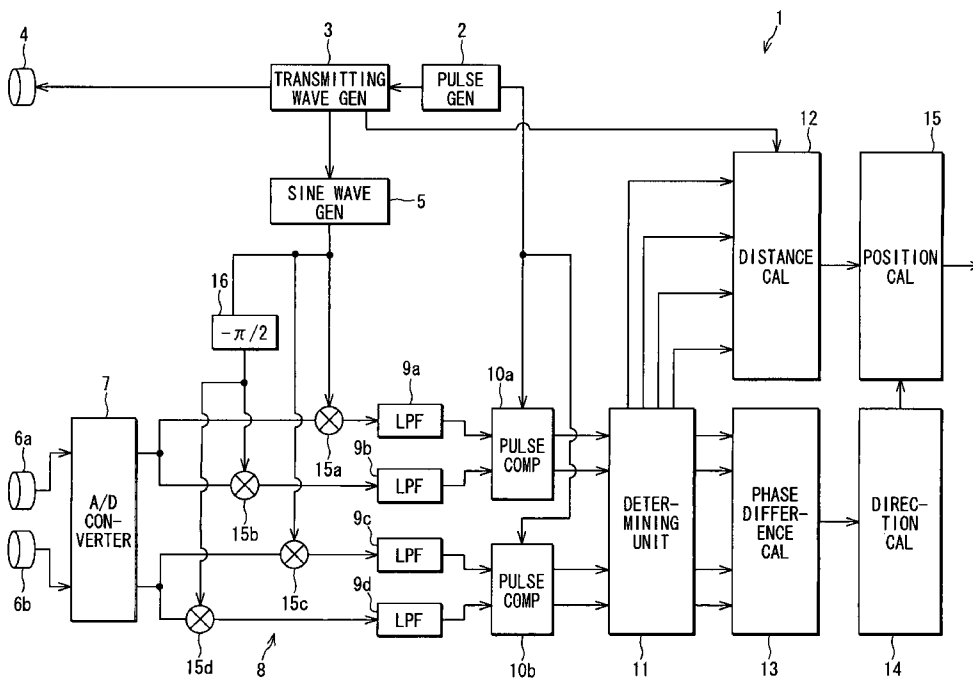 1
4
3
2
TRANSMITTING
WAVE GEN
PULSE
GEN
12
15
SINE WAVE
GEN
5
DISTANCE
CAL
POSITION
CAL
16
-π/2
7
9a
10a
6a
LPF
15a
PULSE
COMP
9b
LPF
15b
A/D
CON-
VERTER
DETER-
MINING
UNIT
PHASE
DIFFER-
ENCE
CAL
DIREC-
TION
CAL
9c
LPF
15c
PULSE
COMP
6b
9d
LPF
15d
8
10b
11
13
14